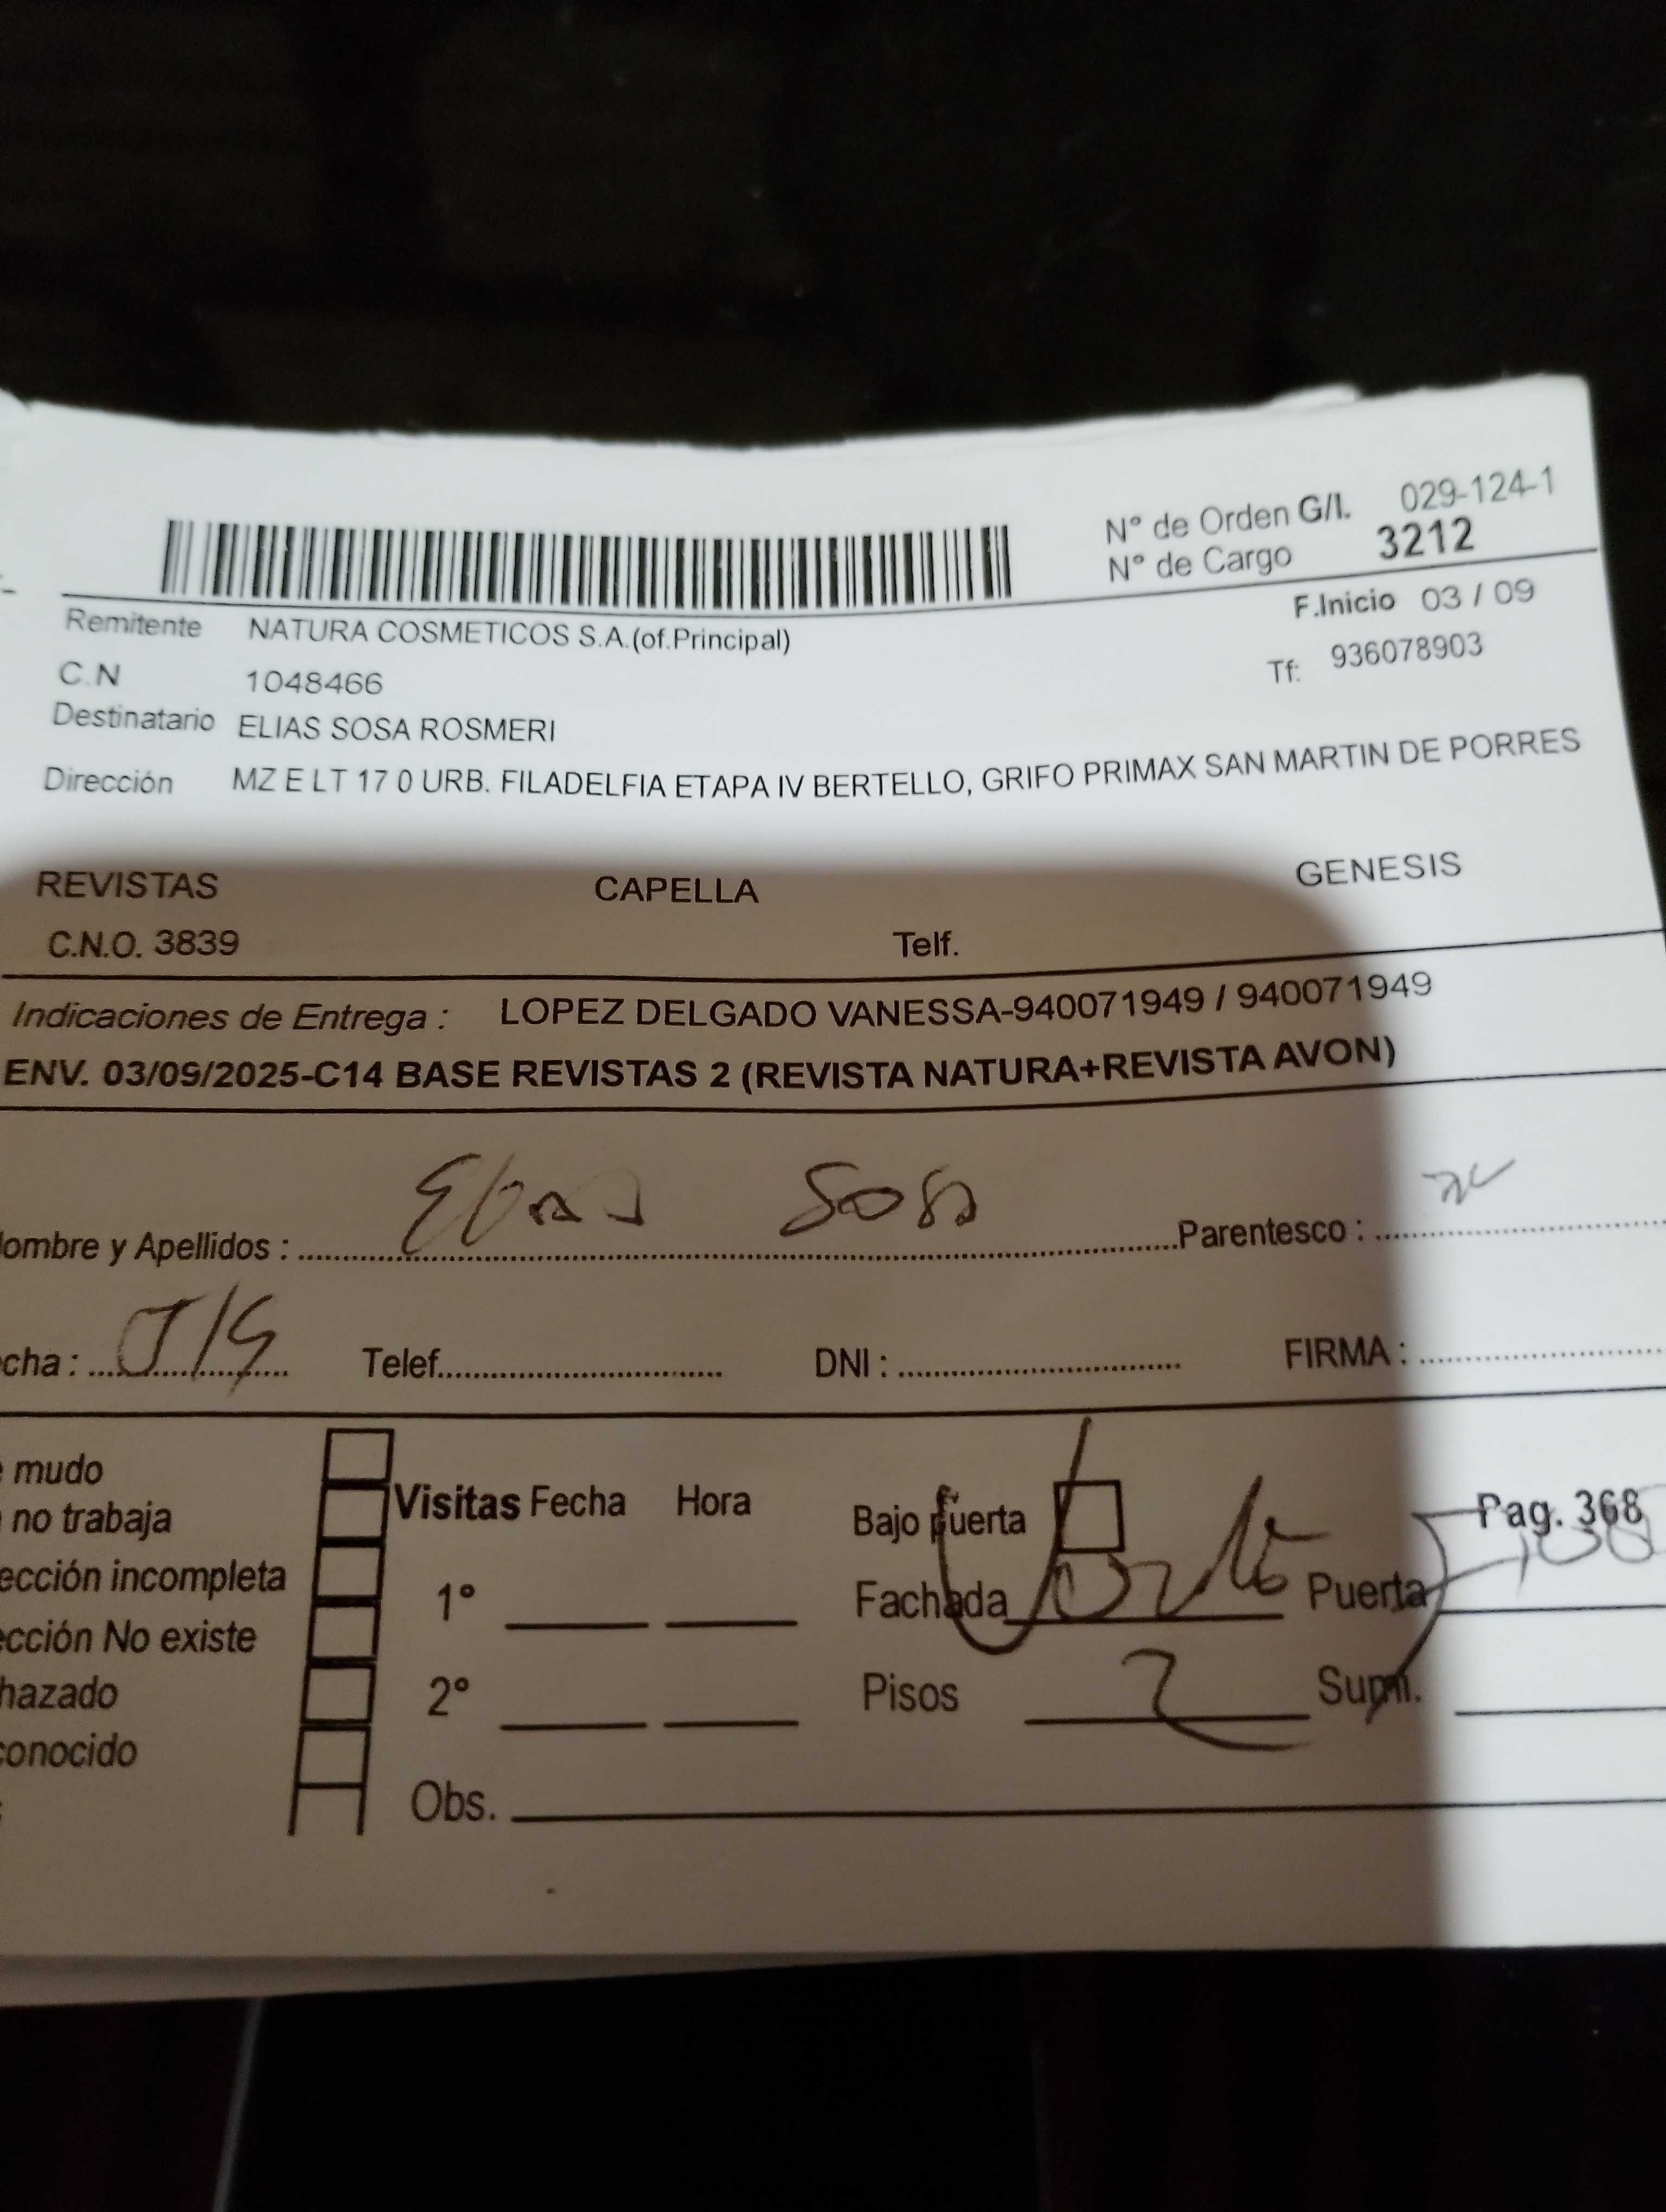 N° de Orden G/I. 029-124-1
N° de Cargo 3212
F.Inicio 03 / 09
Remitente NATURA COSMETICOS S.A.(of.Principal)
Tf: 936078903
C.N 1048466
Destinatario ELIAS SOSA ROSMERI
Dirección MZ E LT 17 0 URB. FILADELFIA ETAPA IV BERTELLO, GRIFO PRIMAX SAN MARTIN DE PORRES
REVISTAS CAPELLA GENESIS
C.N.O. 3839 Telf.
Indicaciones de Entrega : LOPEZ DELGADO VANESSA-940071949 / 940071949
ENV. 03/09/2025-C14 BASE REVISTAS 2 (REVISTA NATURA+REVISTA AVON)
ombre y Apellidos : Elias Sosa Parentesco :
cha : Telef. DNI : FIRMA :
mudo
no trabaja
ección incompleta
ección No existe
hazado
conocido
Visitas Fecha Hora
1°
2°
Obs.
Bajo puerta Pag. 368
Fachada Puerta
Pisos 2 Sumi.